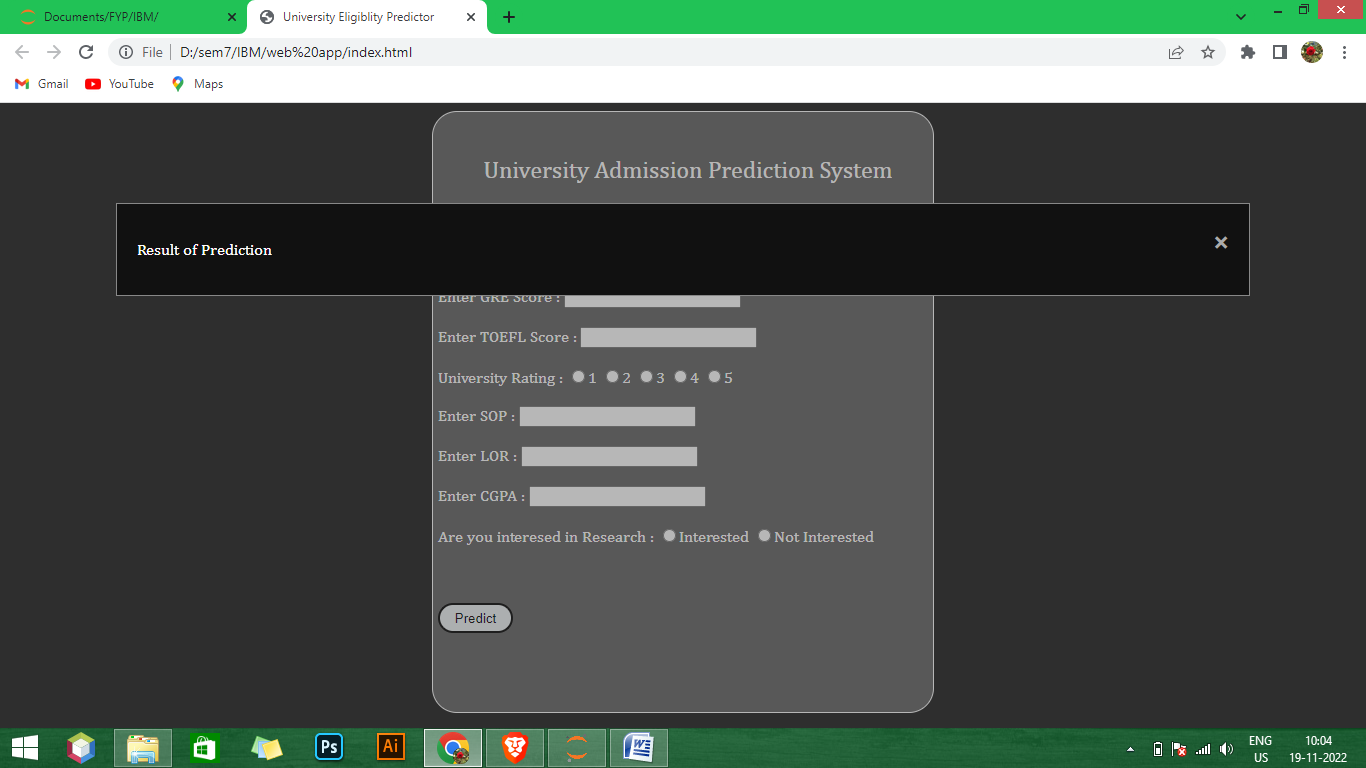 Documents/FYP/IBM/
University Eligiblity Predictor
File
D:/sem7/IBM/web%20app/index.html
Gmail
YouTube
Maps
University Admission Prediction System
Result of Prediction
Enter GRE Score :
Enter TOEFL Score :
University Rating : 1 2 3 4 5
Enter SOP :
Enter LOR :
Enter CGPA :
Are you interesed in Research : Interested Not Interested
Predict
Ps
Ai
W
ENG
US
10:04
19-11-2022